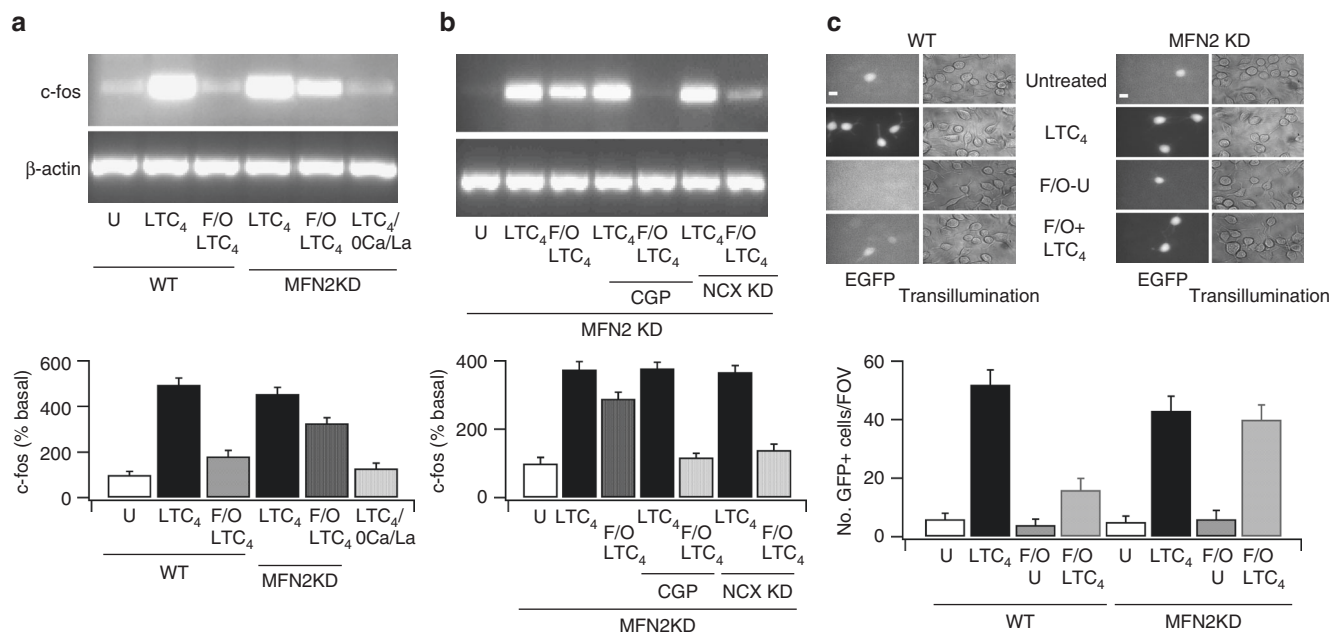 a
c-fos
β-actin
U LTC4 F/O LTC4 LTC4 F/O LTC4 LTC4/ 0Ca/La
WT MFN2KD
c-fos (% basal)
600
400
200
0
U LTC4 F/O LTC4 LTC4 F/O LTC4 LTC4/ 0Ca/La
WT MFN2KD
b
U LTC4 F/O LTC4 LTC4 F/O LTC4 LTC4 F/O LTC4
CGP NCX KD
MFN2 KD
c-fos (% basal)
400
200
0
U LTC4 F/O LTC4 LTC4 F/O LTC4 LTC4 F/O LTC4
CGP NCX KD
MFN2KD
c
WT MFN2 KD
Untreated
LTC4
F/O-U
F/O+
LTC4
EGFP Transillumination EGFP Transillumination
No. GFP+ cells/FOV
60
40
20
0
U LTC4 F/O U F/O LTC4 U LTC4 F/O U F/O LTC4
WT MFN2KD